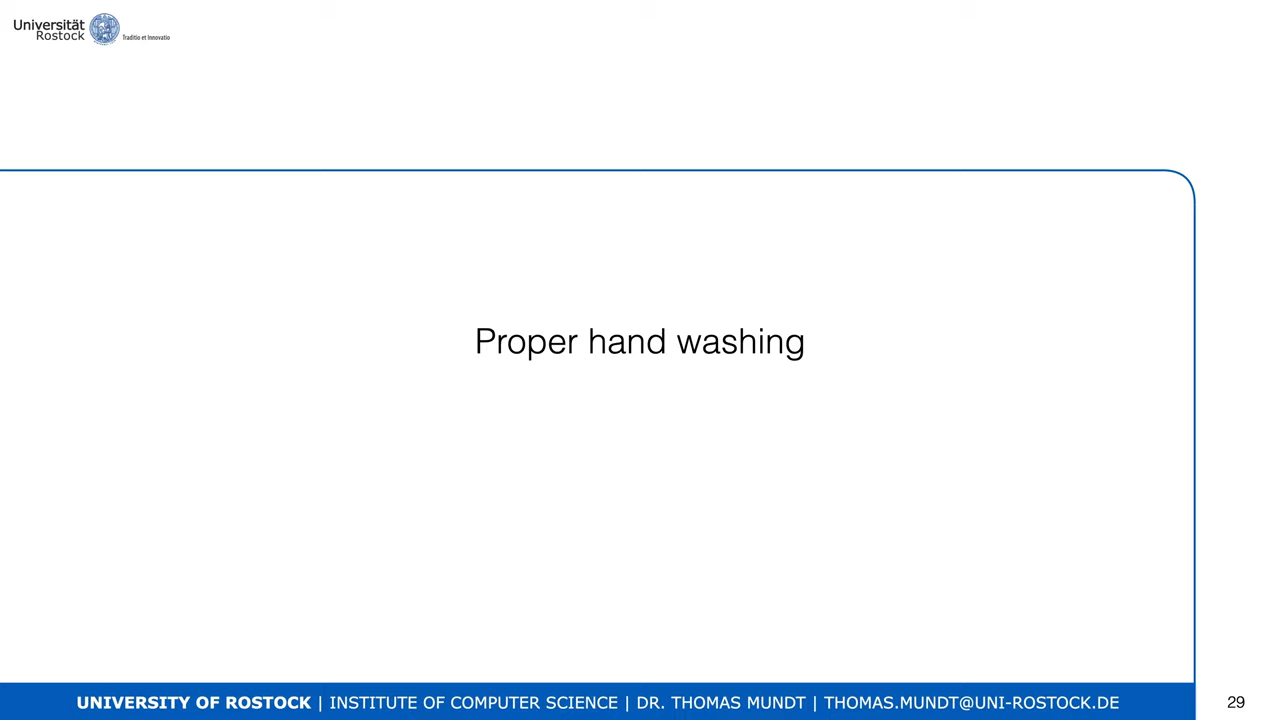 Universität
Rostock
Traditio et Innovatio
Proper hand washing
UNIVERSITY OF ROSTOCK | INSTITUTE OF COMPUTER SCIENCE | DR. THOMAS MUNDT | THOMAS.MUNDT@UNI-ROSTOCK.DE
29